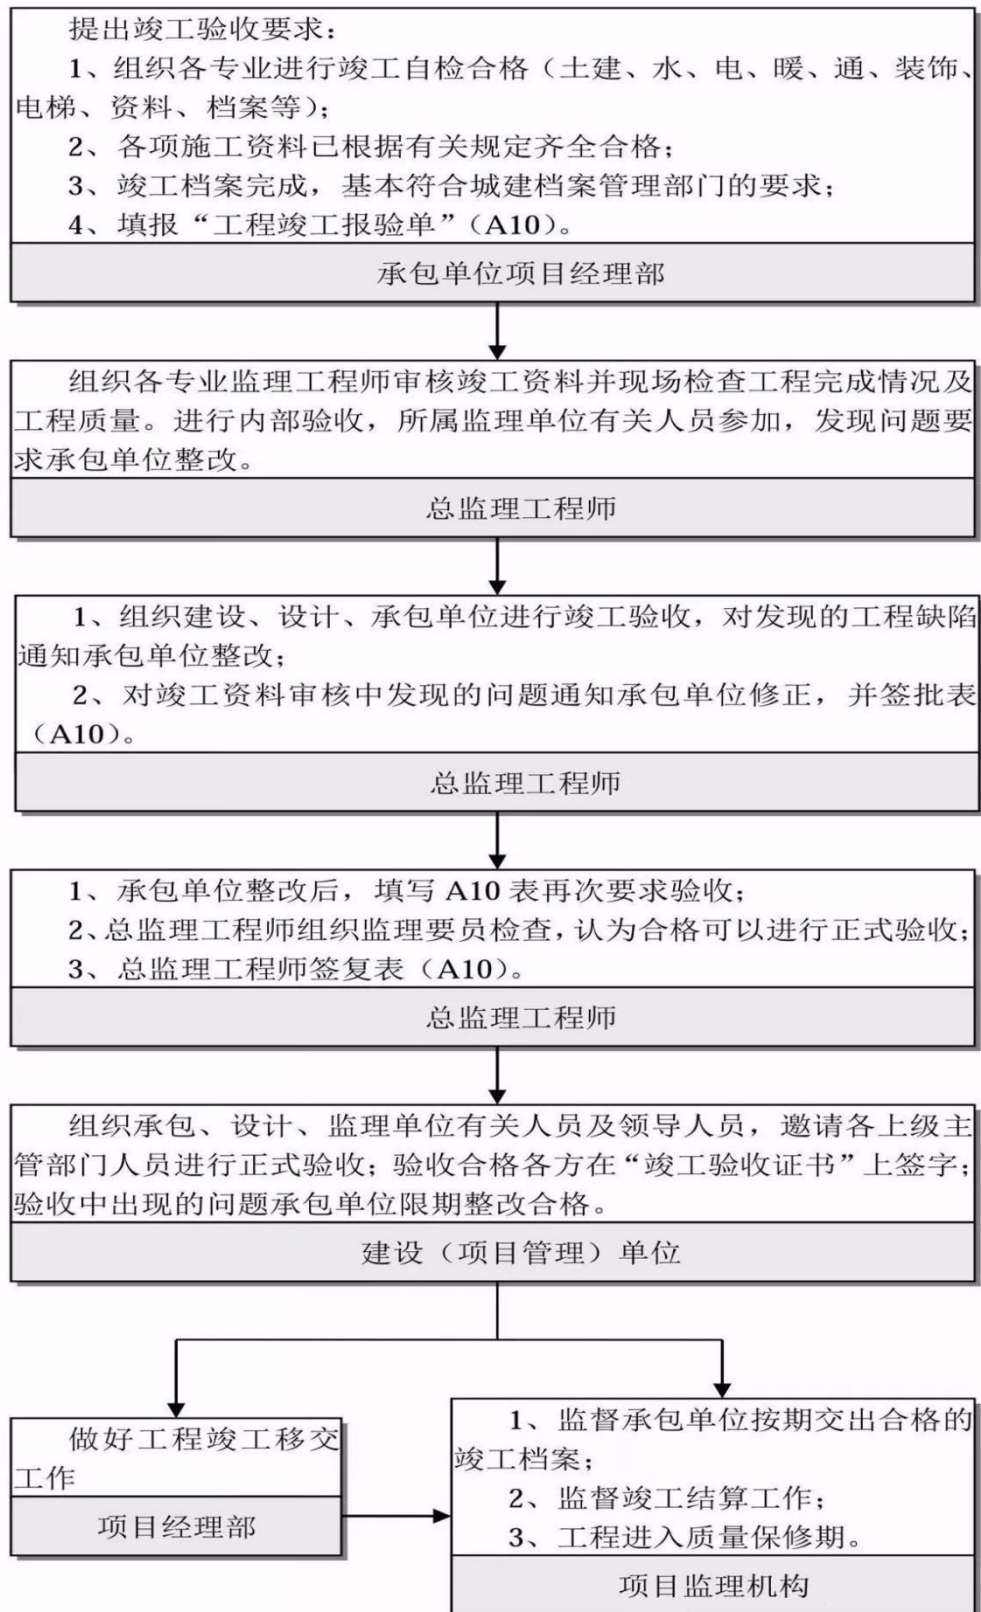 提出竣工验收要求：
1、组织各专业进行竣工自检合格（土建、水、电、暖、通、装饰、
电梯、资料、档案等）；
2、各项施工资料已根据有关规定齐全合格；
3、竣工档案完成，基本符合城建档案管理部门的要求；
4、填报“工程竣工报验单”（A10）。
承包单位项目经理部
组织各专业监理工程师审核竣工资料并现场检查工程完成情况及
工程质量。进行内部验收，所属监理单位有关人员参加，发现问题要
求承包单位整改。
总监理工程师
1、组织建设、设计、承包单位进行竣工验收，对发现的工程缺陷
通知承包单位整改；
2、对竣工资料审核中发现的问题通知承包单位修正，并签批表
（A10）。
总监理工程师
1、承包单位整改后，填写 A10 表再次要求验收；
2、总监理工程师组织监理要员检查，认为合格可以进行正式验收；
3、总监理工程师签复表（A10）。
总监理工程师
组织承包、设计、监理单位有关人员及领导人员，邀请各上级主
管部门人员进行正式验收；验收合格各方在“竣工验收证书”上签字；
验收中出现的问题承包单位限期整改合格。
建设（项目管理）单位
做好工程竣工移交
工作
项目经理部
1、监督承包单位按期交出合格的
竣工档案；
2、监督竣工结算工作；
3、工程进入质量保修期。
项目监理机构